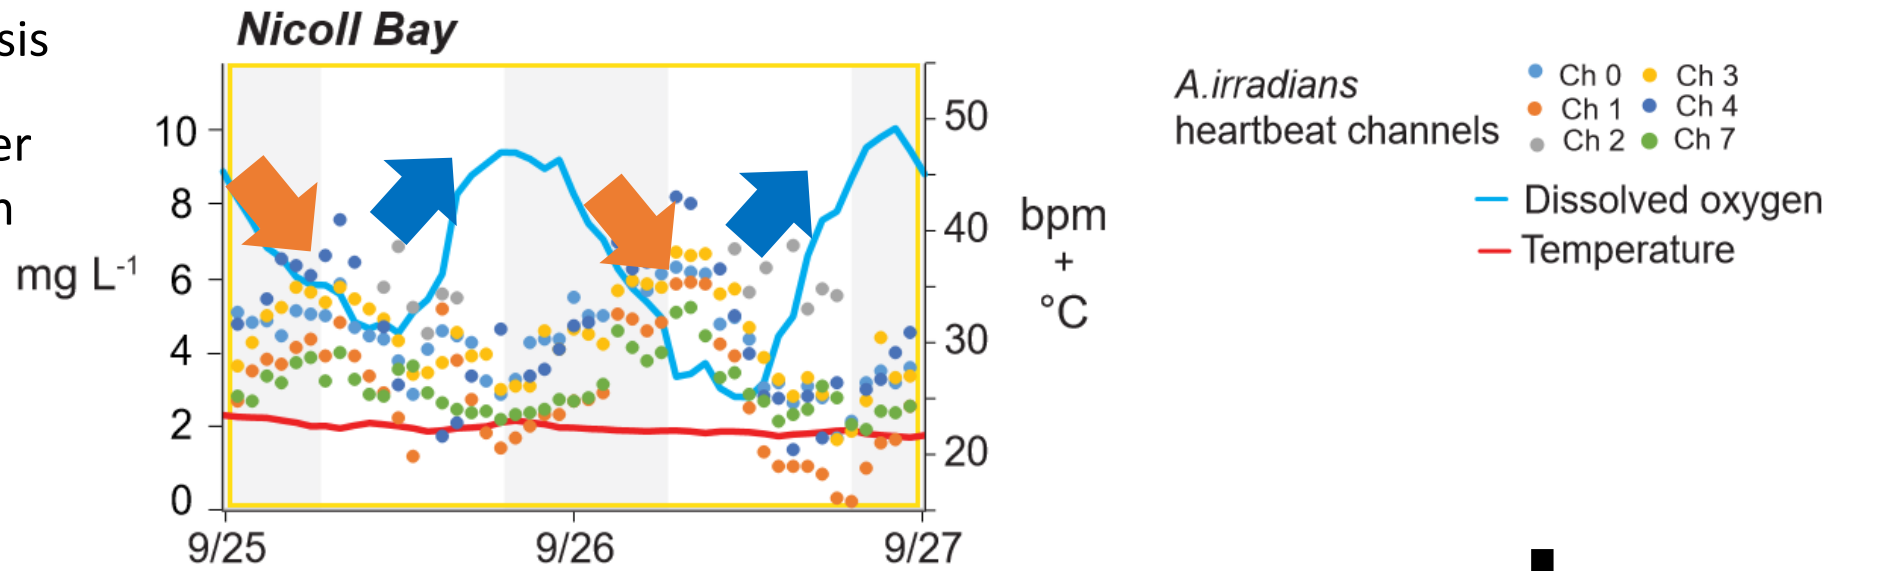 sis
er
n
Nicoll Bay
mg L-1
10
8
6
4
2
0
50
40
30
20
bpm
+
°C
9/25
9/26
9/27
A.irradians
heartbeat channels
Ch 0
Ch 3
Ch 1
Ch 4
Ch 2
Ch 7
Dissolved oxygen
Temperature